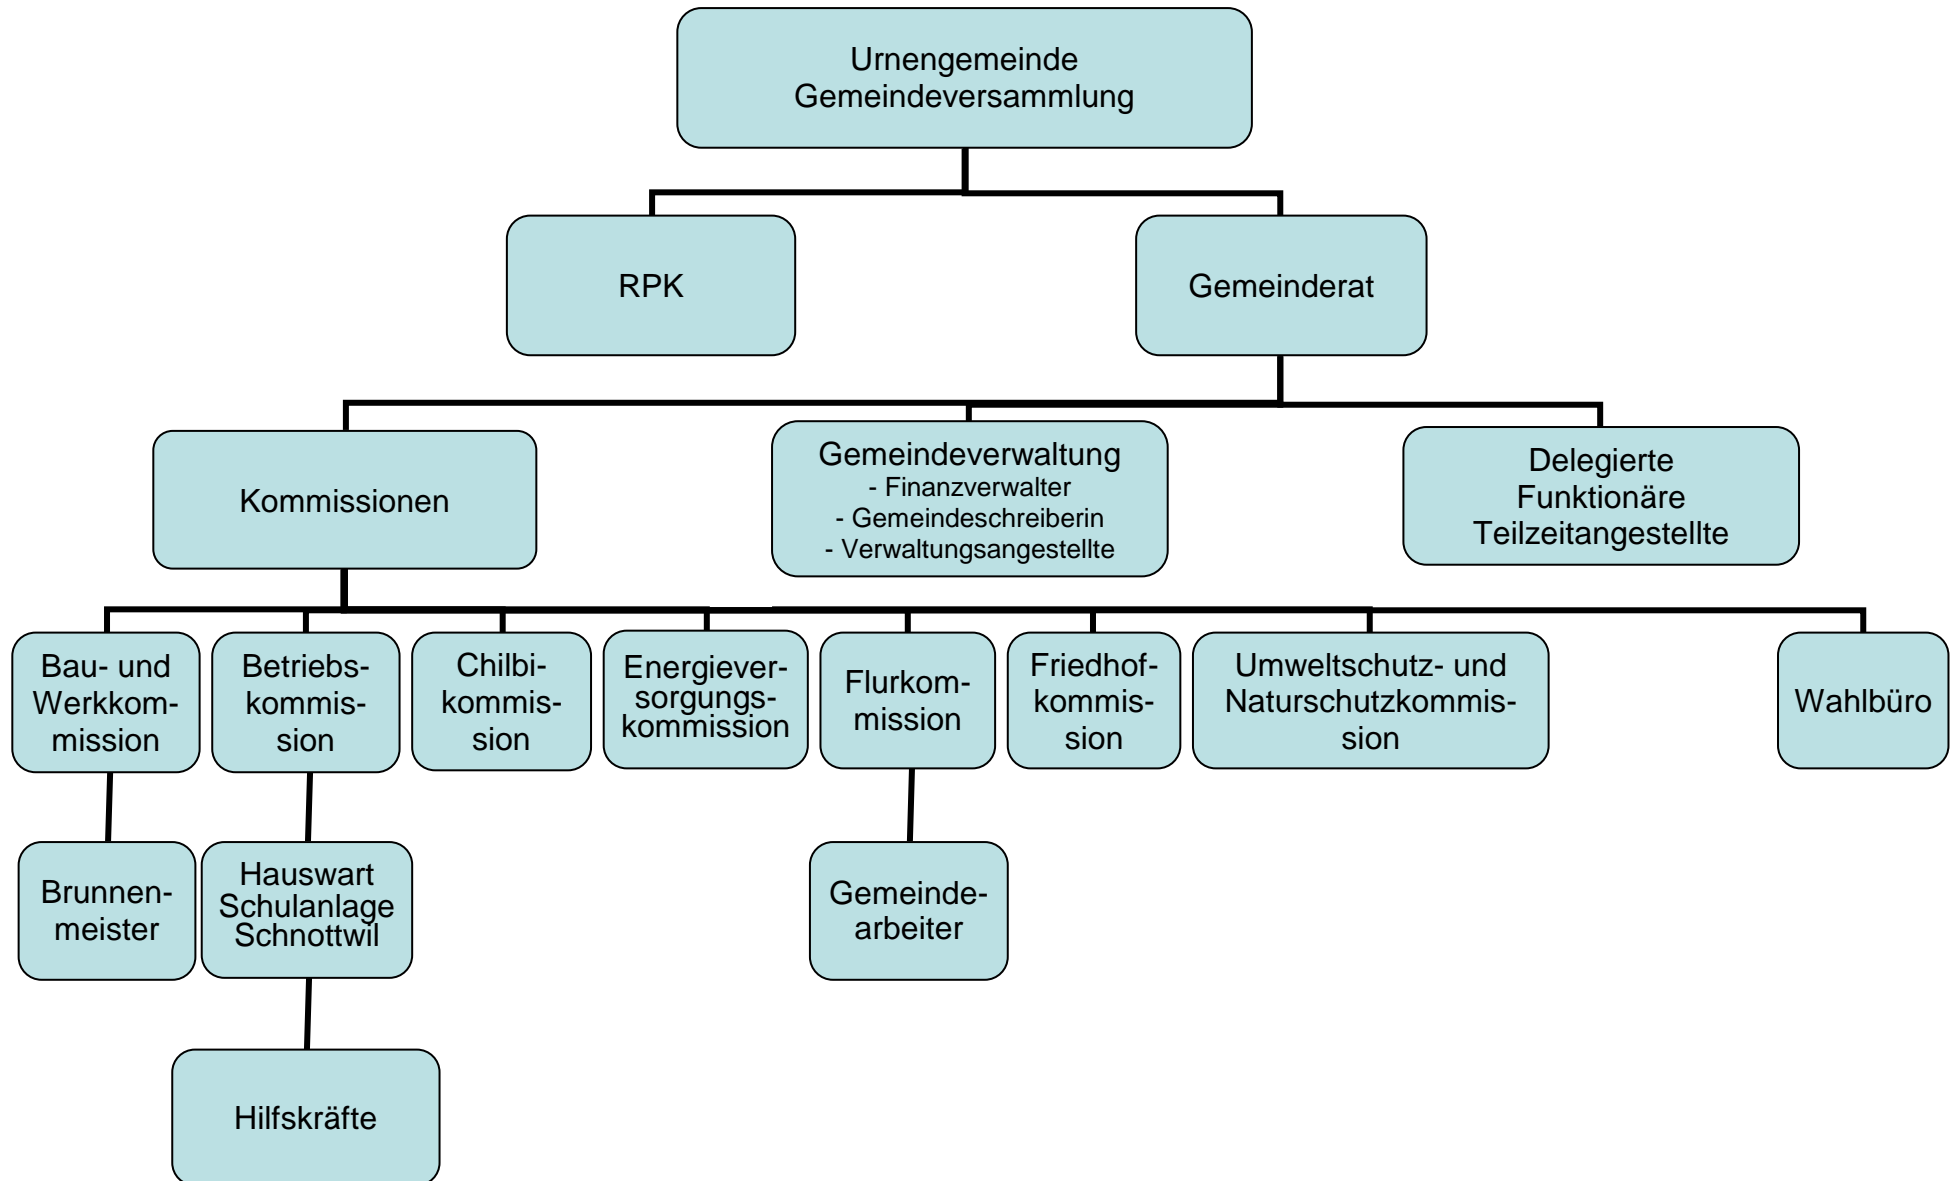 Urnengemeinde
Gemeindeversammlung
RPK
Gemeinderat
Kommissionen
Gemeindeverwaltung
- Finanzverwalter
- Gemeindeschreiberin
- Verwaltungsangestellte
Delegierte
Funktionäre
Teilzeitangestellte
Bau- und
Werkkom-
mission
Betriebs-
kommis-
sion
Chilbi-
kommis-
sion
Energiever-
sorgungs-
kommission
Flurkom-
mission
Friedhof-
kommis-
sion
Umweltschutz- und
Naturschutzkommis-
sion
Wahlbüro
Brunnen-
meister
Hauswart
Schulanlage
Schnottwil
Gemeinde-
arbeiter
Hilfskräfte